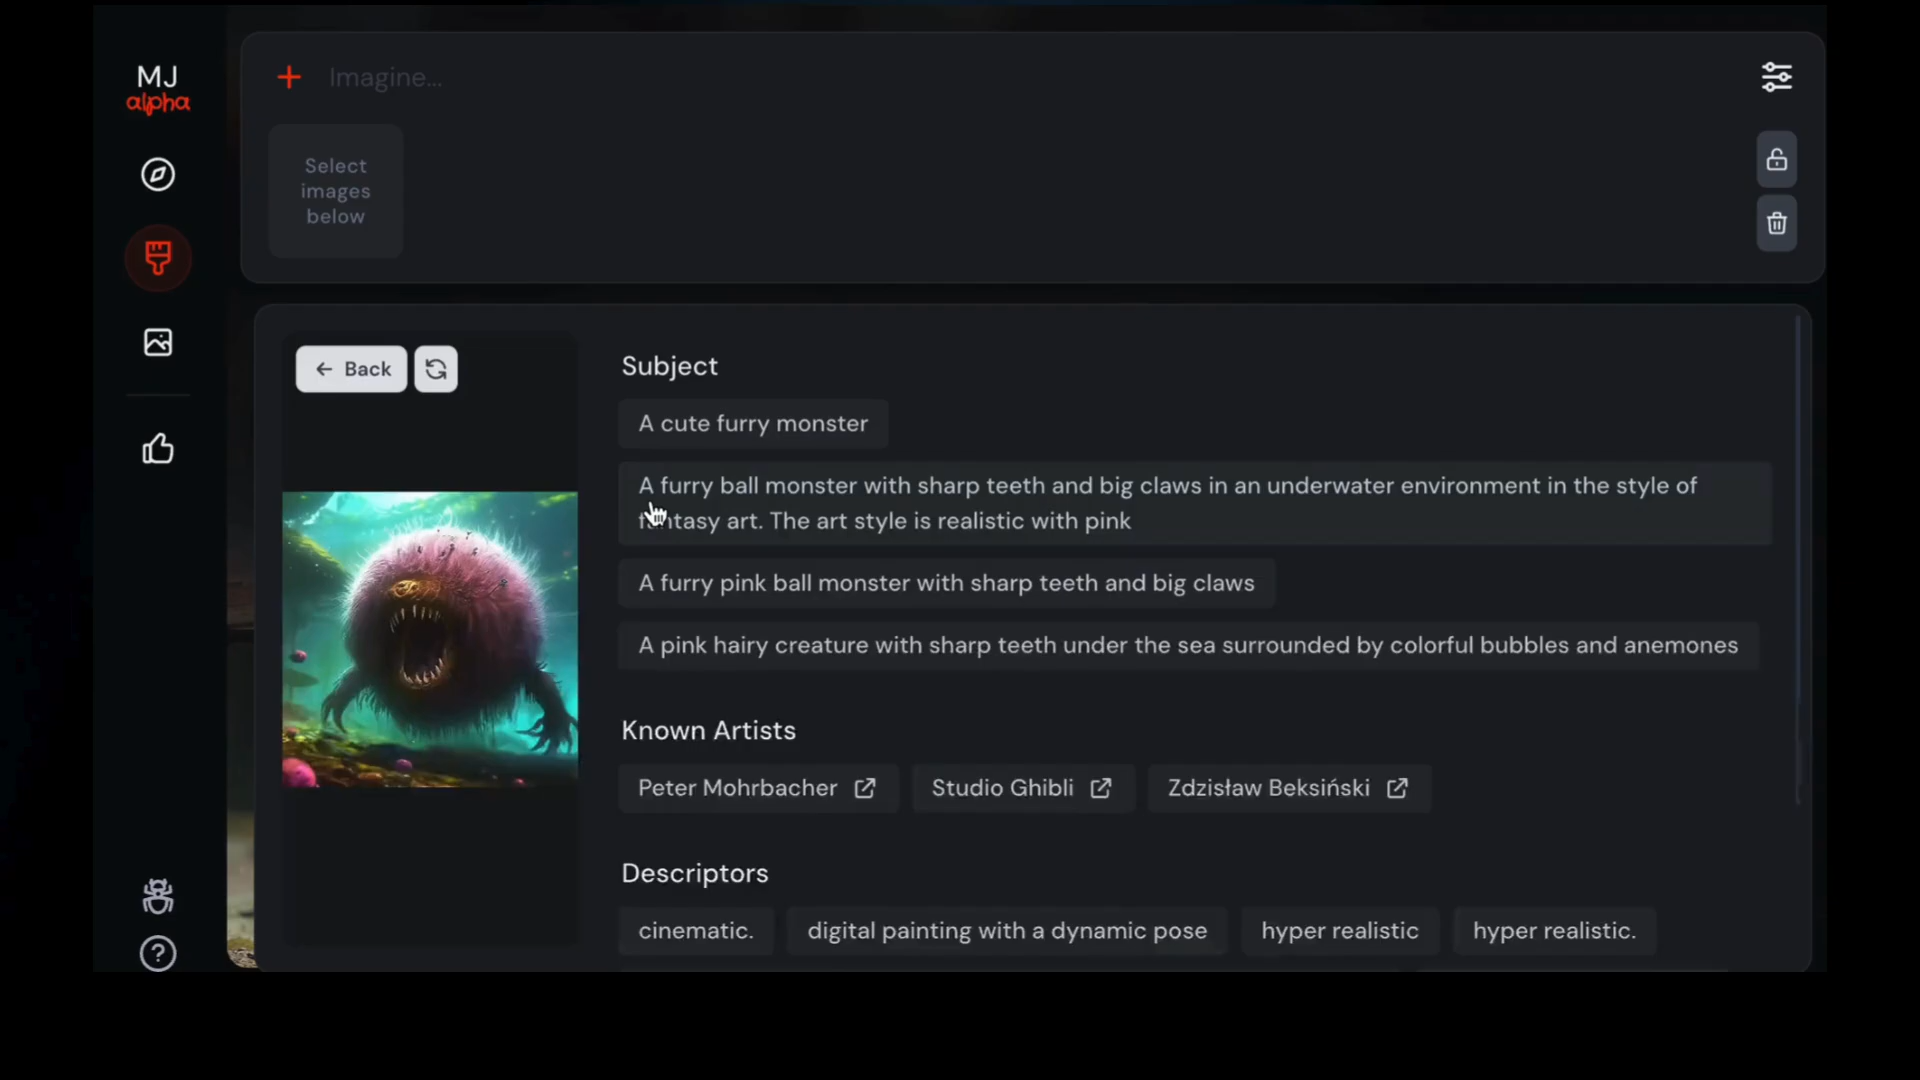 MJ
alpha
Imagine...
Select
images
below
Back
Subject
A cute furry monster
A furry ball monster with sharp teeth and big claws in an underwater environment in the style of
fantasy art. The art style is realistic with pink
A furry pink ball monster with sharp teeth and big claws
A pink hairy creature with sharp teeth under the sea surrounded by colorful bubbles and anemones
Known Artists
Peter Mohrbacher
Studio Ghibli
Zdzisław Beksiński
Descriptors
cinematic.
digital painting with a dynamic pose
hyper realistic
hyper realistic.